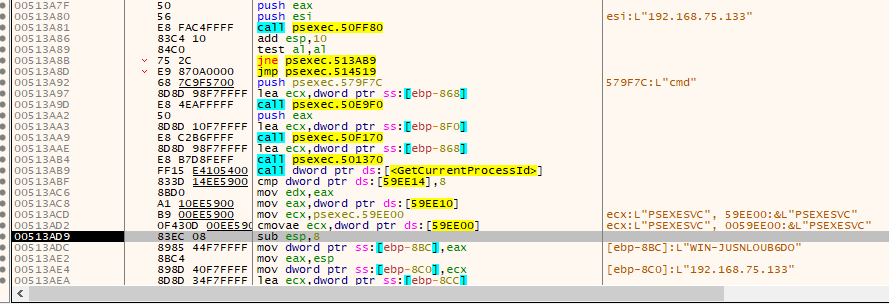 00513A7F 50 push eax
00513A80 56 push esi esi:L"192.168.75.133"
00513A81 E8 FAC4FFFF call psexec.50FF80
00513A86 83C4 10 add esp,10
00513A89 84C0 test al,al
00513A8B 75 2C jne psexec.513AB9
00513A8D E9 870A0000 jmp psexec.514519
00513A92 68 7C9F5700 push psexec.579F7C 579F7C:L"cmd"
00513A97 8D8D 98F7FFFF lea ecx,dword ptr ss:[ebp-868]
00513A9D E8 4EAFFFFF call psexec.50E9F0
00513AA2 50 push eax
00513AA3 8D8D 10F7FFFF lea ecx,dword ptr ss:[ebp-8F0]
00513AA9 E8 C2B6FFFF call psexec.50F170
00513AAE 8D8D 98F7FFFF lea ecx,dword ptr ss:[ebp-868]
00513AB4 E8 B7D8FEFF call psexec.501370
00513AB9 FF15 E4105400 call dword ptr ds:[<GetCurrentProcessId>]
00513ABF 833D 14EE5900 cmp dword ptr ds:[59EE14],8
00513AC6 8BD0 mov edx,eax
00513AC8 A1 10EE5900 mov eax,dword ptr ds:[59EE10]
00513ACD B9 00EE5900 mov ecx,psexec.59EE00 ecx:L"PSEXESVC", 59EE00:&L"PSEXESVC"
00513AD2 0F430D 00EE590 cmovae ecx,dword ptr ds:[59EE00] ecx:L"PSEXESVC", 0059EE00:&L"PSEXESVC"
00513AD9 83EC 08 sub esp,8
00513ADC 8985 44F7FFFF mov dword ptr ss:[ebp-8BC],eax [ebp-8BC]:L"WIN-JUSNLOUB6DO"
00513AE2 8BC4 mov eax,esp
00513AE4 898D 40F7FFFF mov dword ptr ss:[ebp-8C0],ecx [ebp-8C0]:L"192.168.75.133"
00513AEA 8D8D 34F7FFFF lea ecx,dword ptr ss:[ebp-8CC]